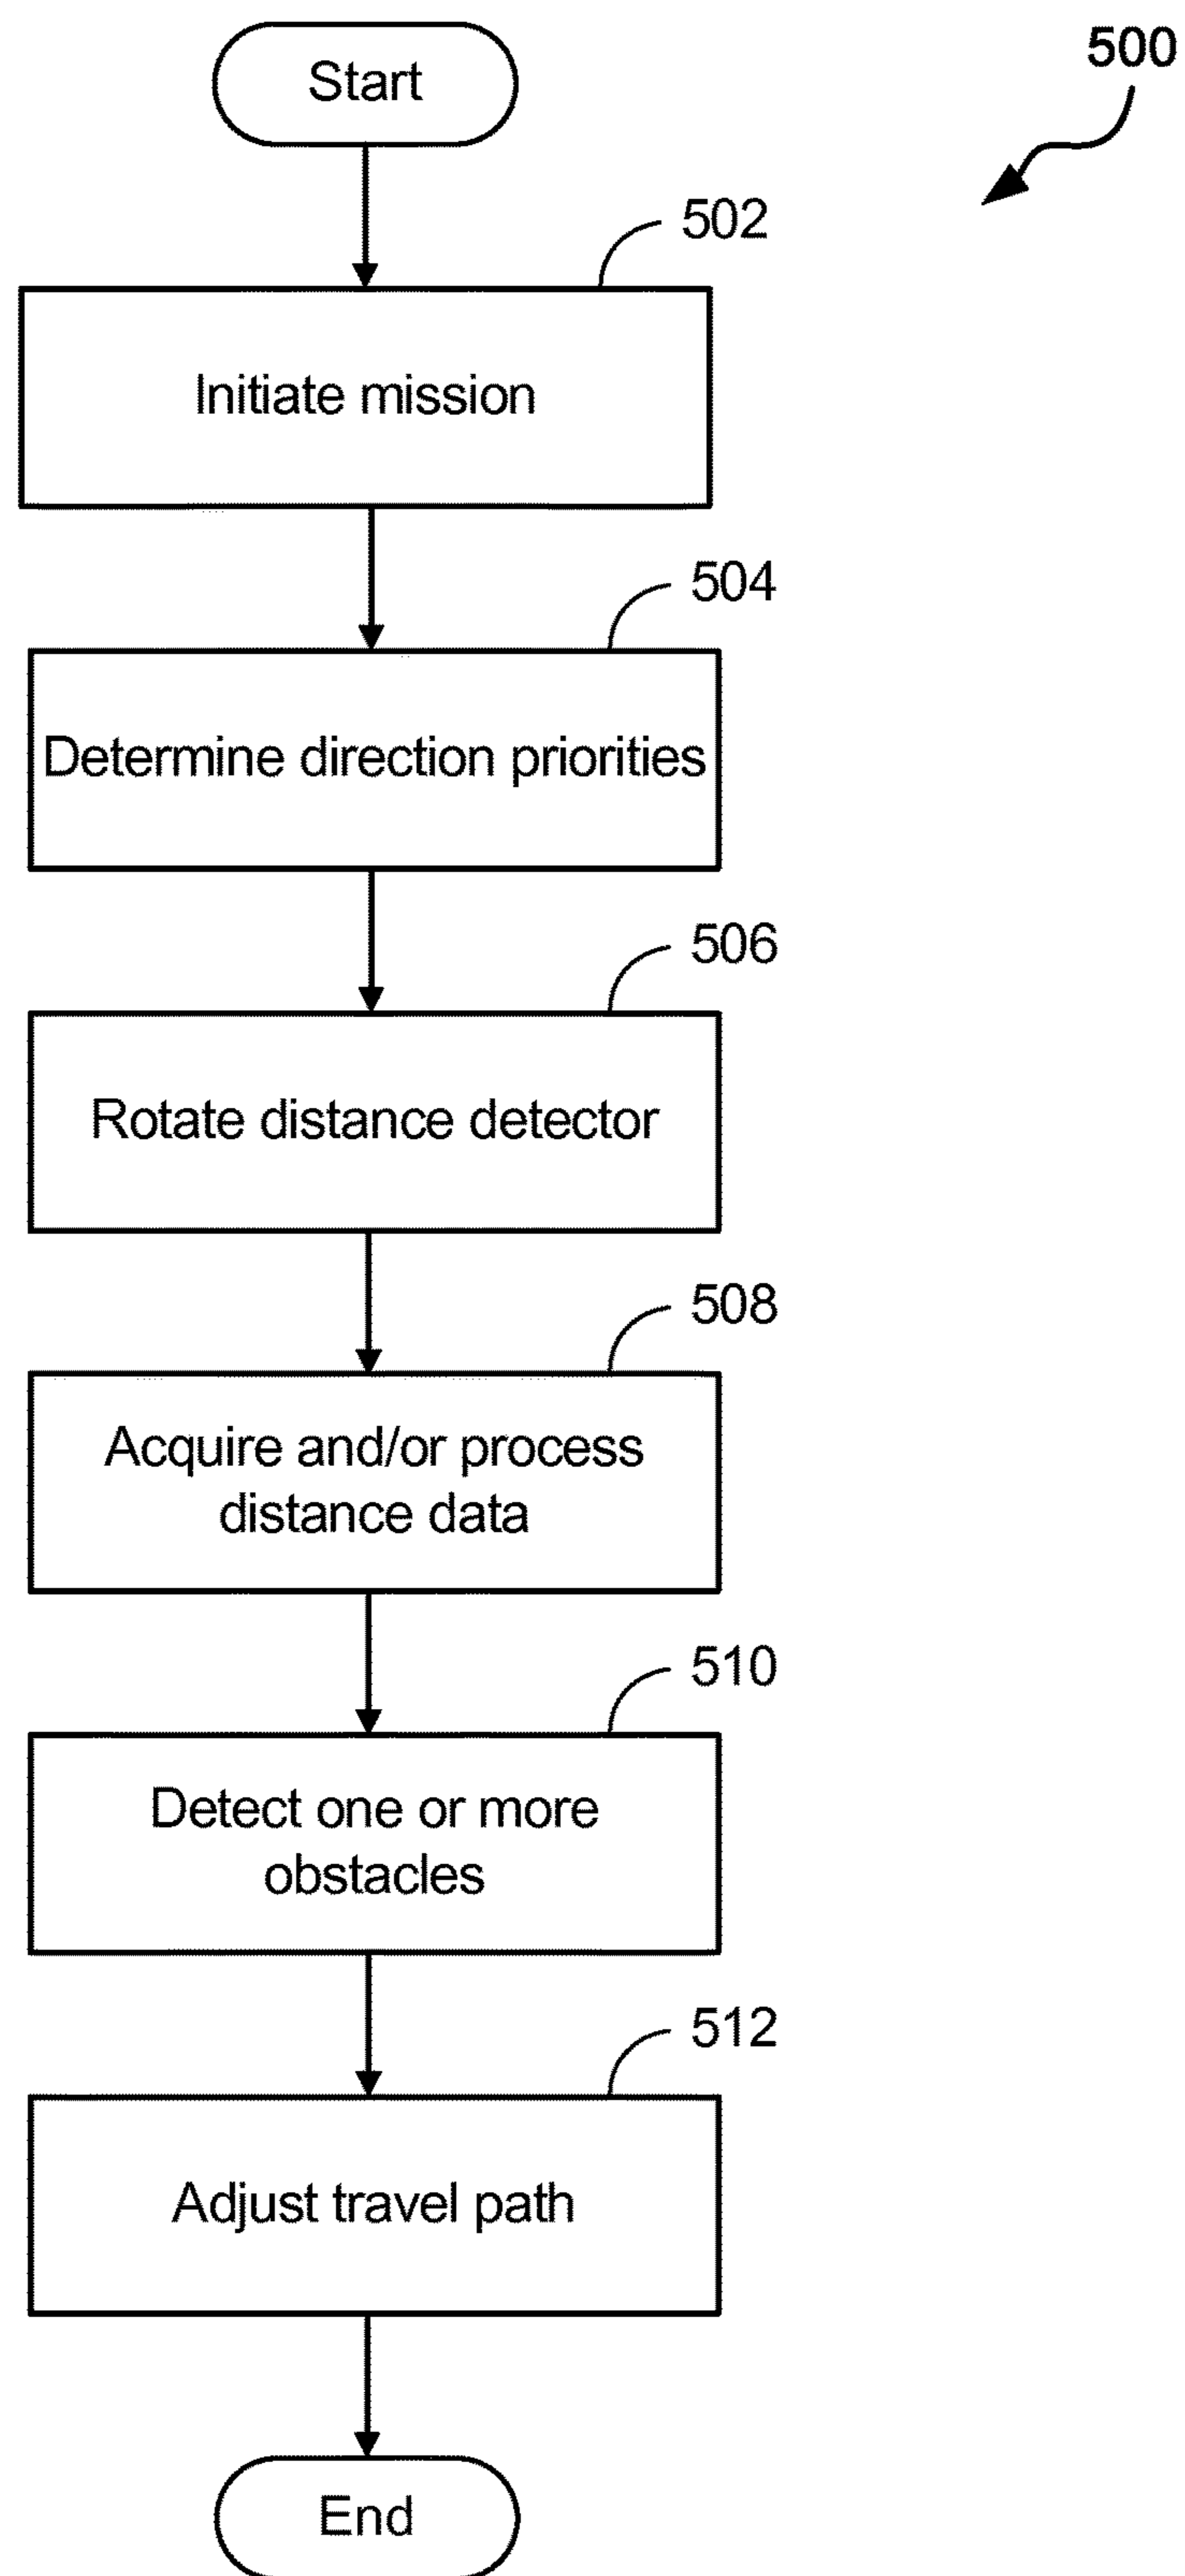 Start
500
502
Initiate mission
504
Determine direction priorities
506
Rotate distance detector
508
Acquire and/or process
distance data
510
Detect one or more
obstacles
512
Adjust travel path
End